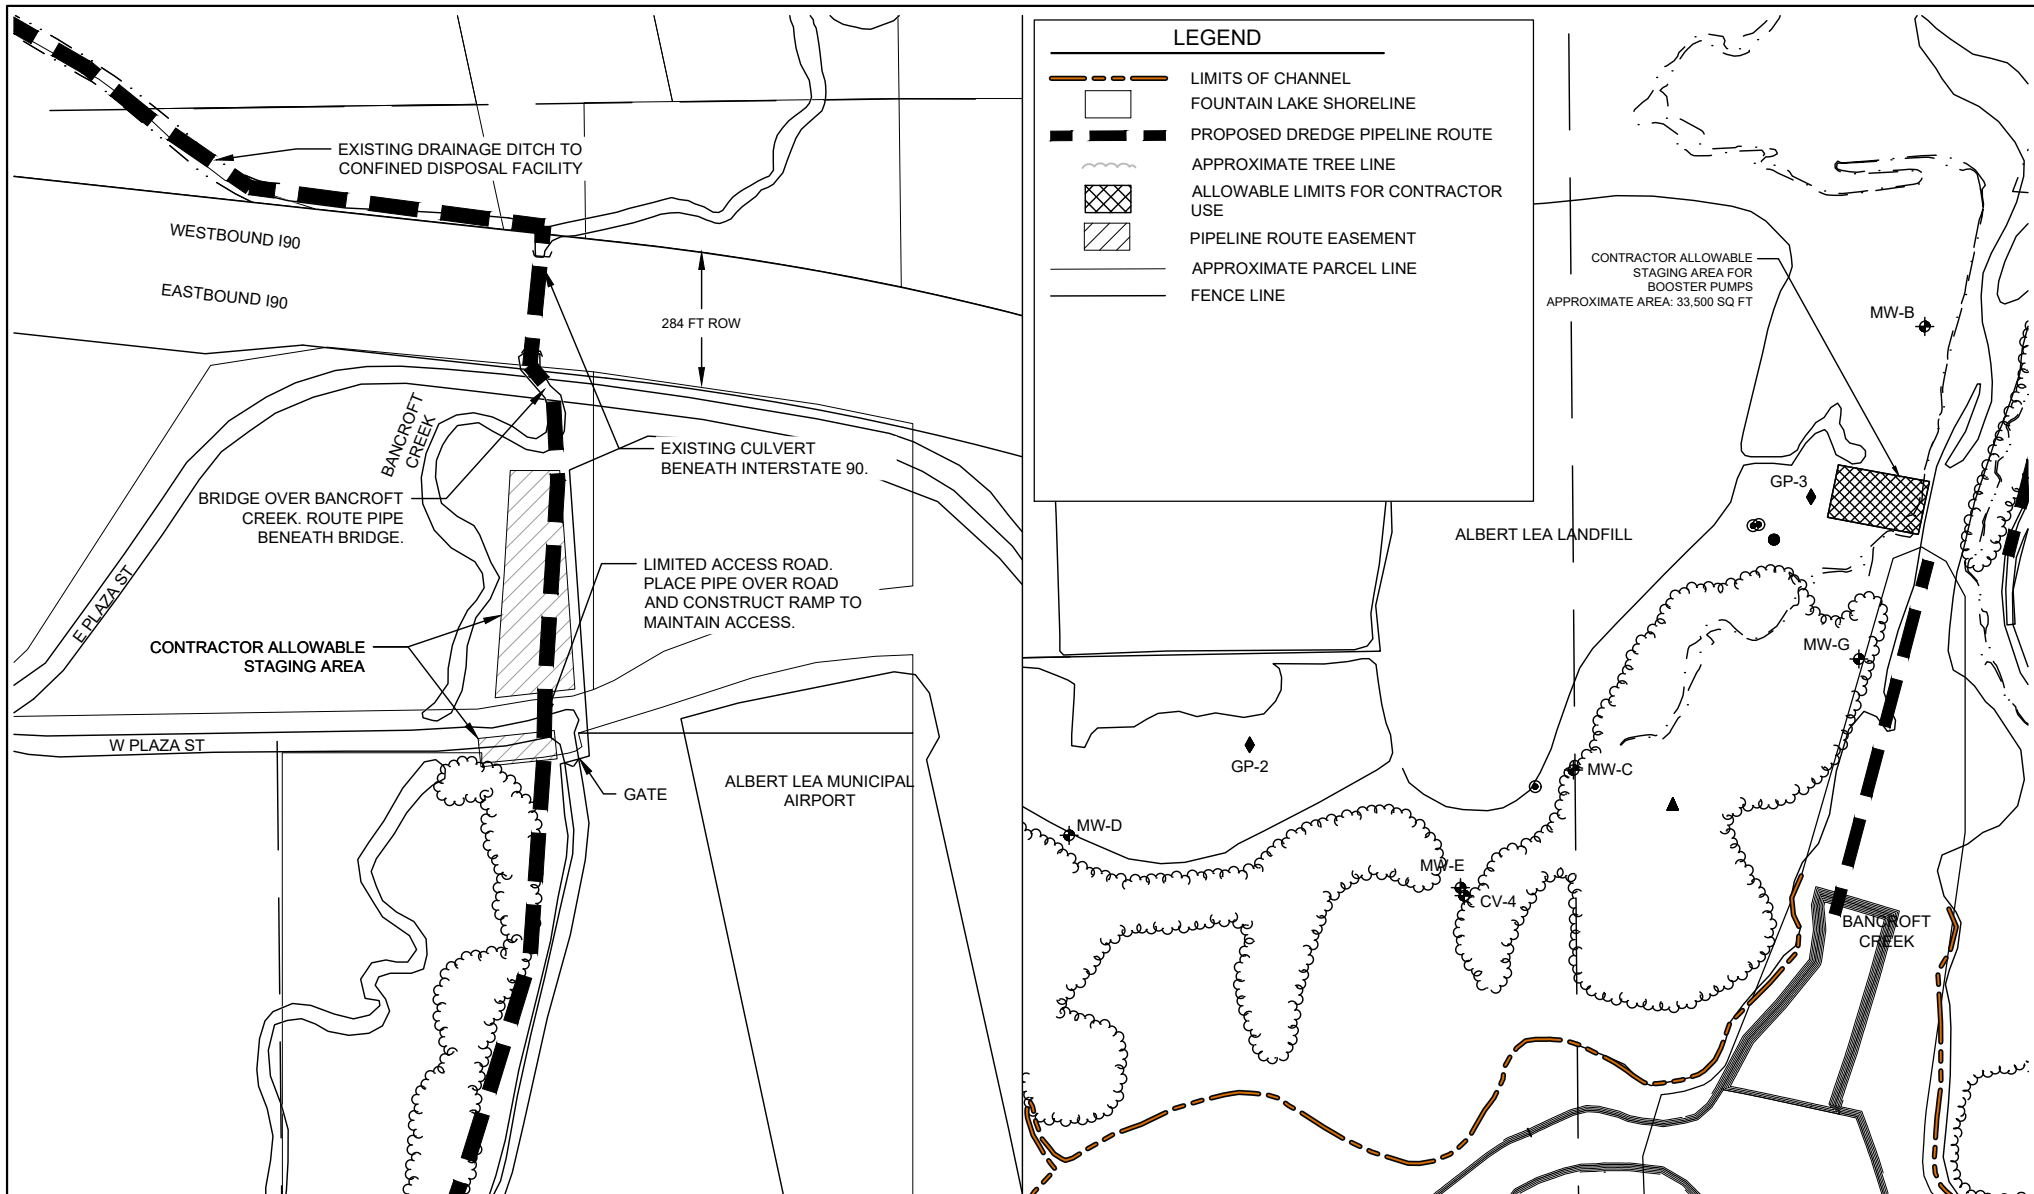 EXISTING DRAINAGE DITCH TO
CONFINED DISPOSAL FACILITY
WESTBOUND I90
EASTBOUND I90
284 FT ROW
BANCROFT
CREEK
EXISTING CULVERT
BENEATH INTERSTATE 90.
BRIDGE OVER BANCROFT
CREEK. ROUTE PIPE
BENEATH BRIDGE.
LIMITED ACCESS ROAD.
PLACE PIPE OVER ROAD
AND CONSTRUCT RAMP TO
MAINTAIN ACCESS.
E PLAZA ST
CONTRACTOR ALLOWABLE
STAGING AREA
W PLAZA ST
GATE
ALBERT LEA MUNICIPAL
AIRPORT
LEGEND
LIMITS OF CHANNEL
FOUNTAIN LAKE SHORELINE
PROPOSED DREDGE PIPELINE ROUTE
APPROXIMATE TREE LINE
ALLOWABLE LIMITS FOR CONTRACTOR
USE
PIPELINE ROUTE EASEMENT
APPROXIMATE PARCEL LINE
FENCE LINE
CONTRACTOR ALLOWABLE
STAGING AREA FOR
BOOSTER PUMPS
APPROXIMATE AREA: 33,500 SQ FT
MW-B
GP-3
ALBERT LEA LANDFILL
MW-G
GP-2
MW-C
MW-D
MW-E
CV-4
BANCROFT
CREEK